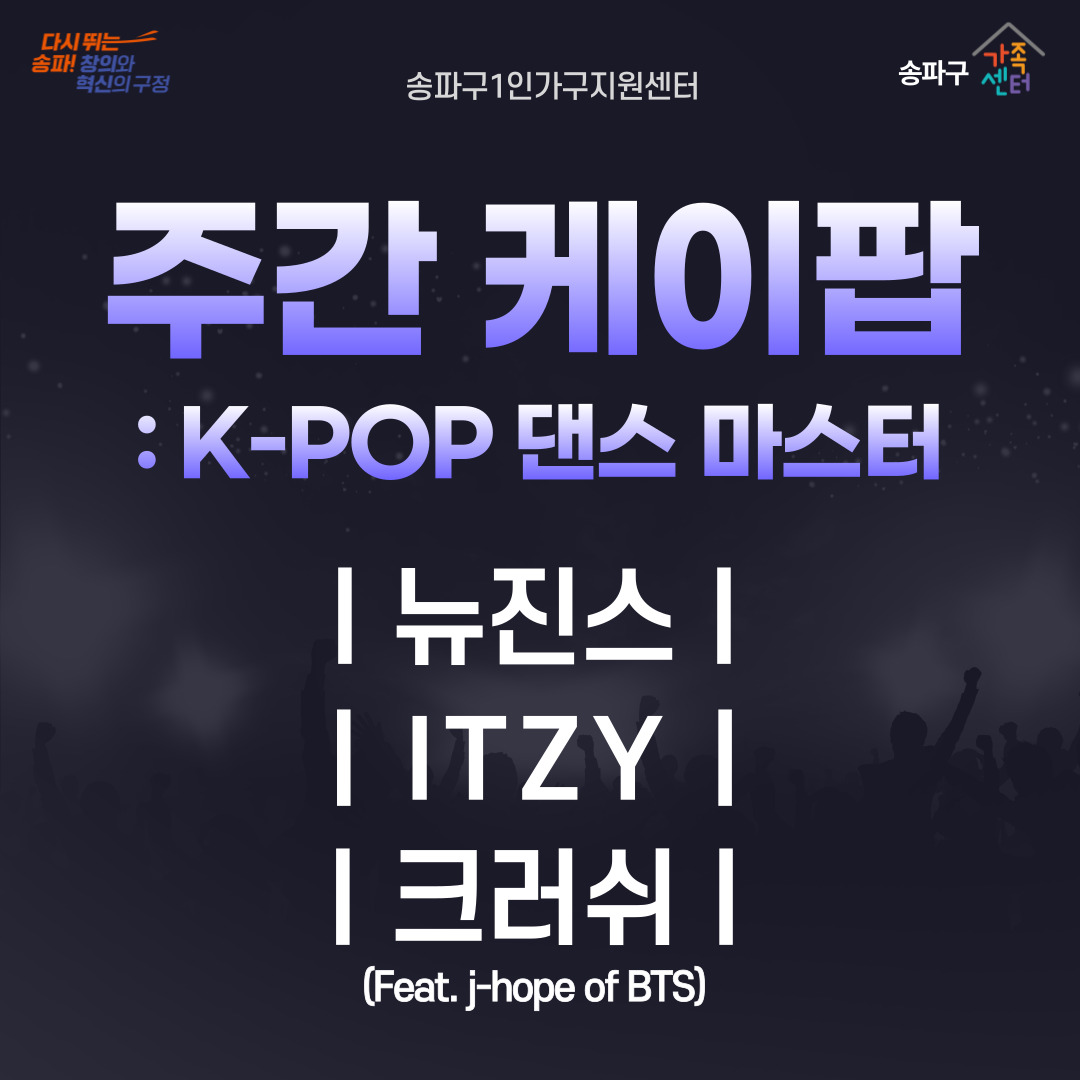 다시 뛰는
송파! 창의와
혁신의 구정
송파구1인가구지원센터
송파구 가족
센터
주간 케이팝
: K-POP 댄스 마스터
| 뉴진스 |
| ITZY |
| 크러쉬 |
(Feat. j-hope of BTS)